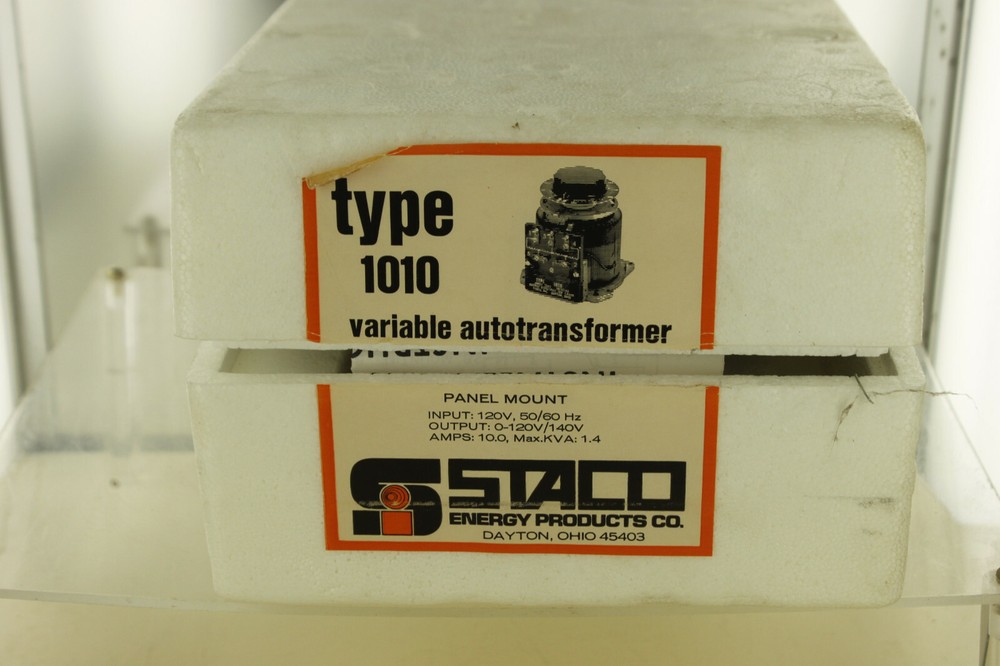 type
1010
variable autotransformer
PANEL MOUNT
INPUT: 120V, 50/60 Hz
OUTPUT: 0-120V/140V
AMPS: 10.0, Max.KVA: 1.4
STACO
ENERGY PRODUCTS CO.
DAYTON, OHIO 45403